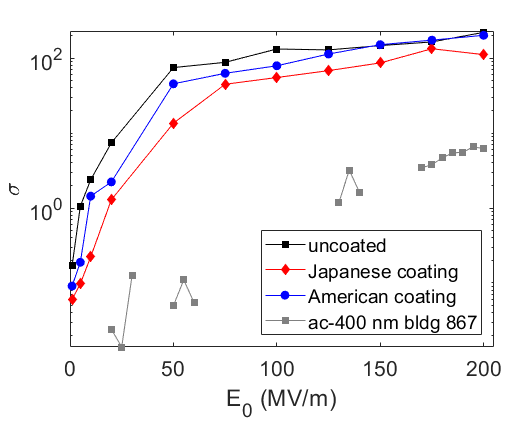 10²
10⁰
σ
0
50
100
150
200
E₀ (MV/m)
uncoated
Japanese coating
American coating
ac-400 nm bldg 867